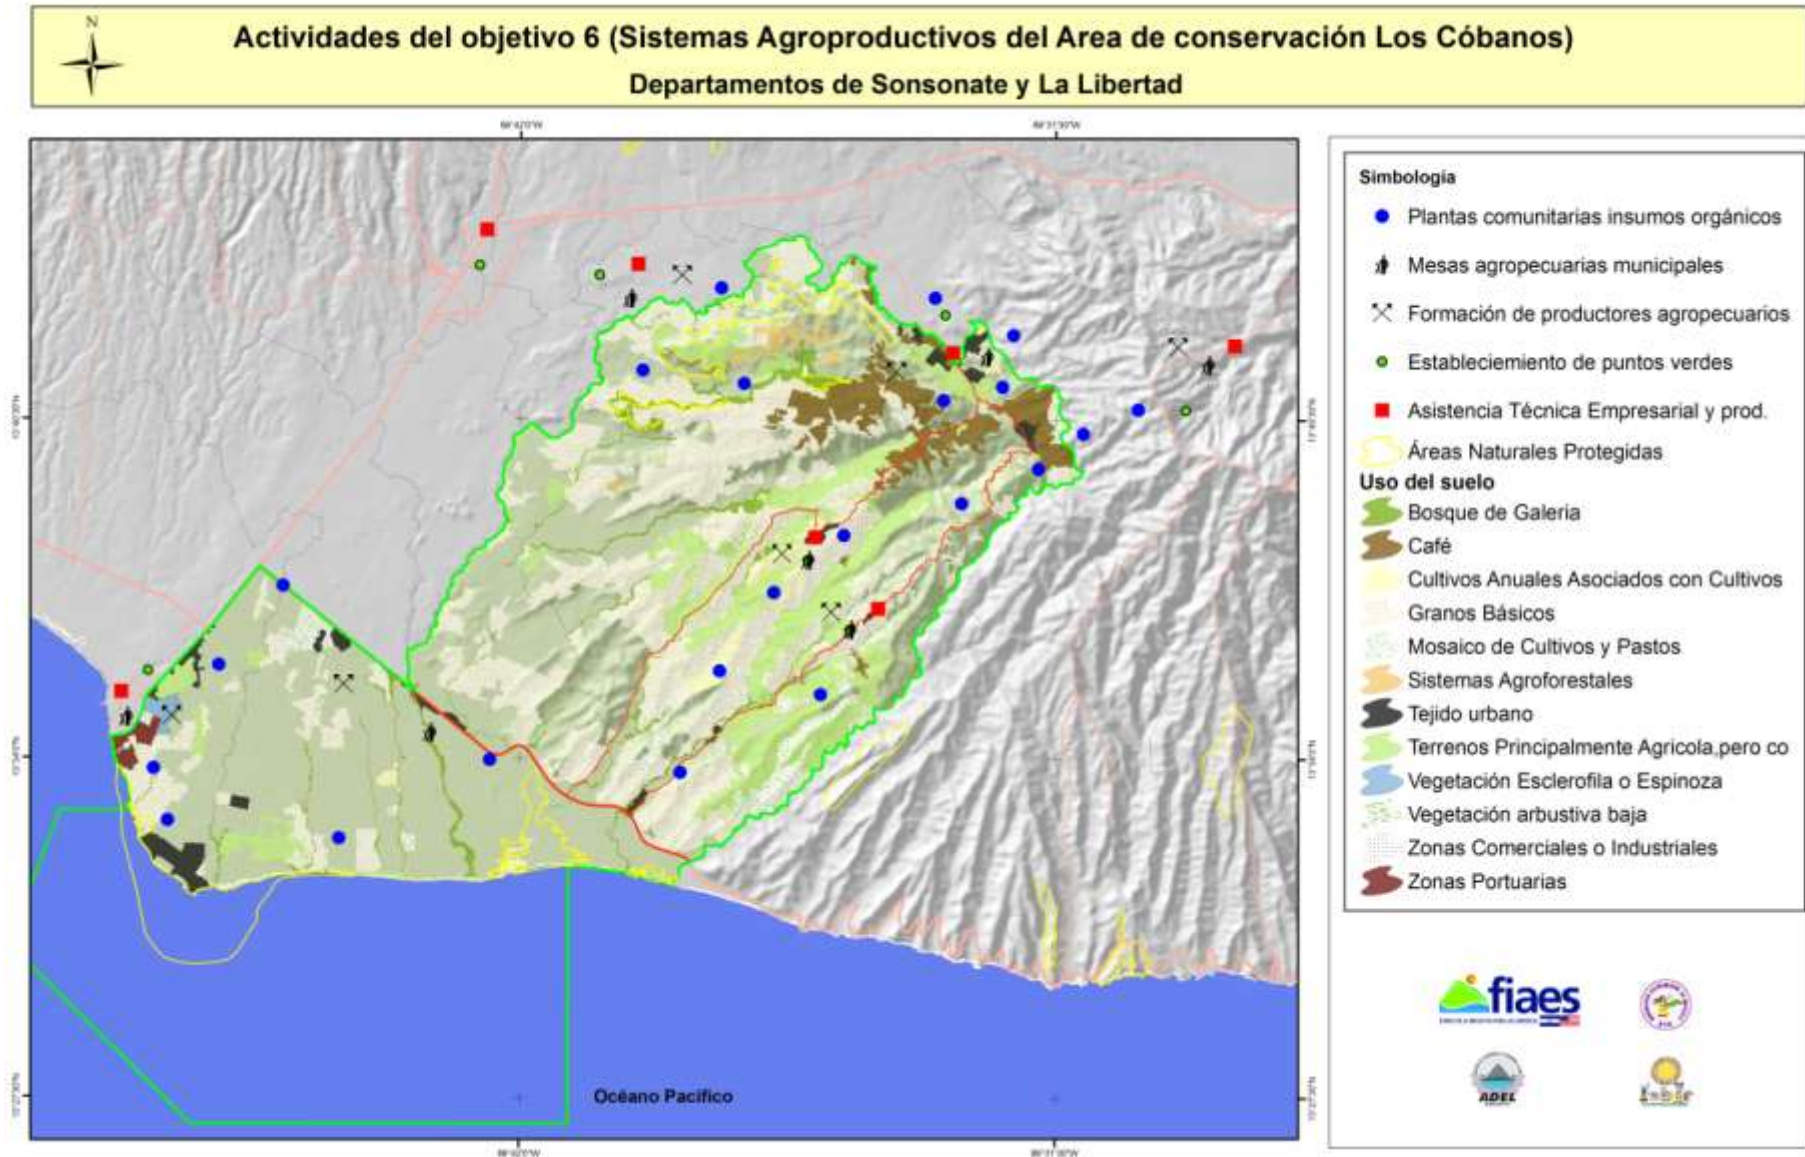 N
Actividades del objetivo 6 (Sistemas Agroproductivos del Area de conservación Los Cóbanos)
Departamentos de Sonsonate y La Libertad
Océano Pacífico
Simbología
Plantas comunitarias insumos orgánicos
Mesas agropecuarias municipales
Formación de productores agropecuarios
Estableciemiento de puntos verdes
Asistencia Técnica Empresarial y prod.
Áreas Naturales Protegidas
Uso del suelo
Bosque de Galeria
Café
Cultivos Anuales Asociados con Cultivos
Granos Básicos
Mosaico de Cultivos y Pastos
Sistemas Agroforestales
Tejido urbano
Terrenos Principalmente Agricola,pero co
Vegetación Esclerofila o Espinoza
Vegetación arbustiva baja
Zonas Comerciales o Industriales
Zonas Portuarias
fiaes
ADEL